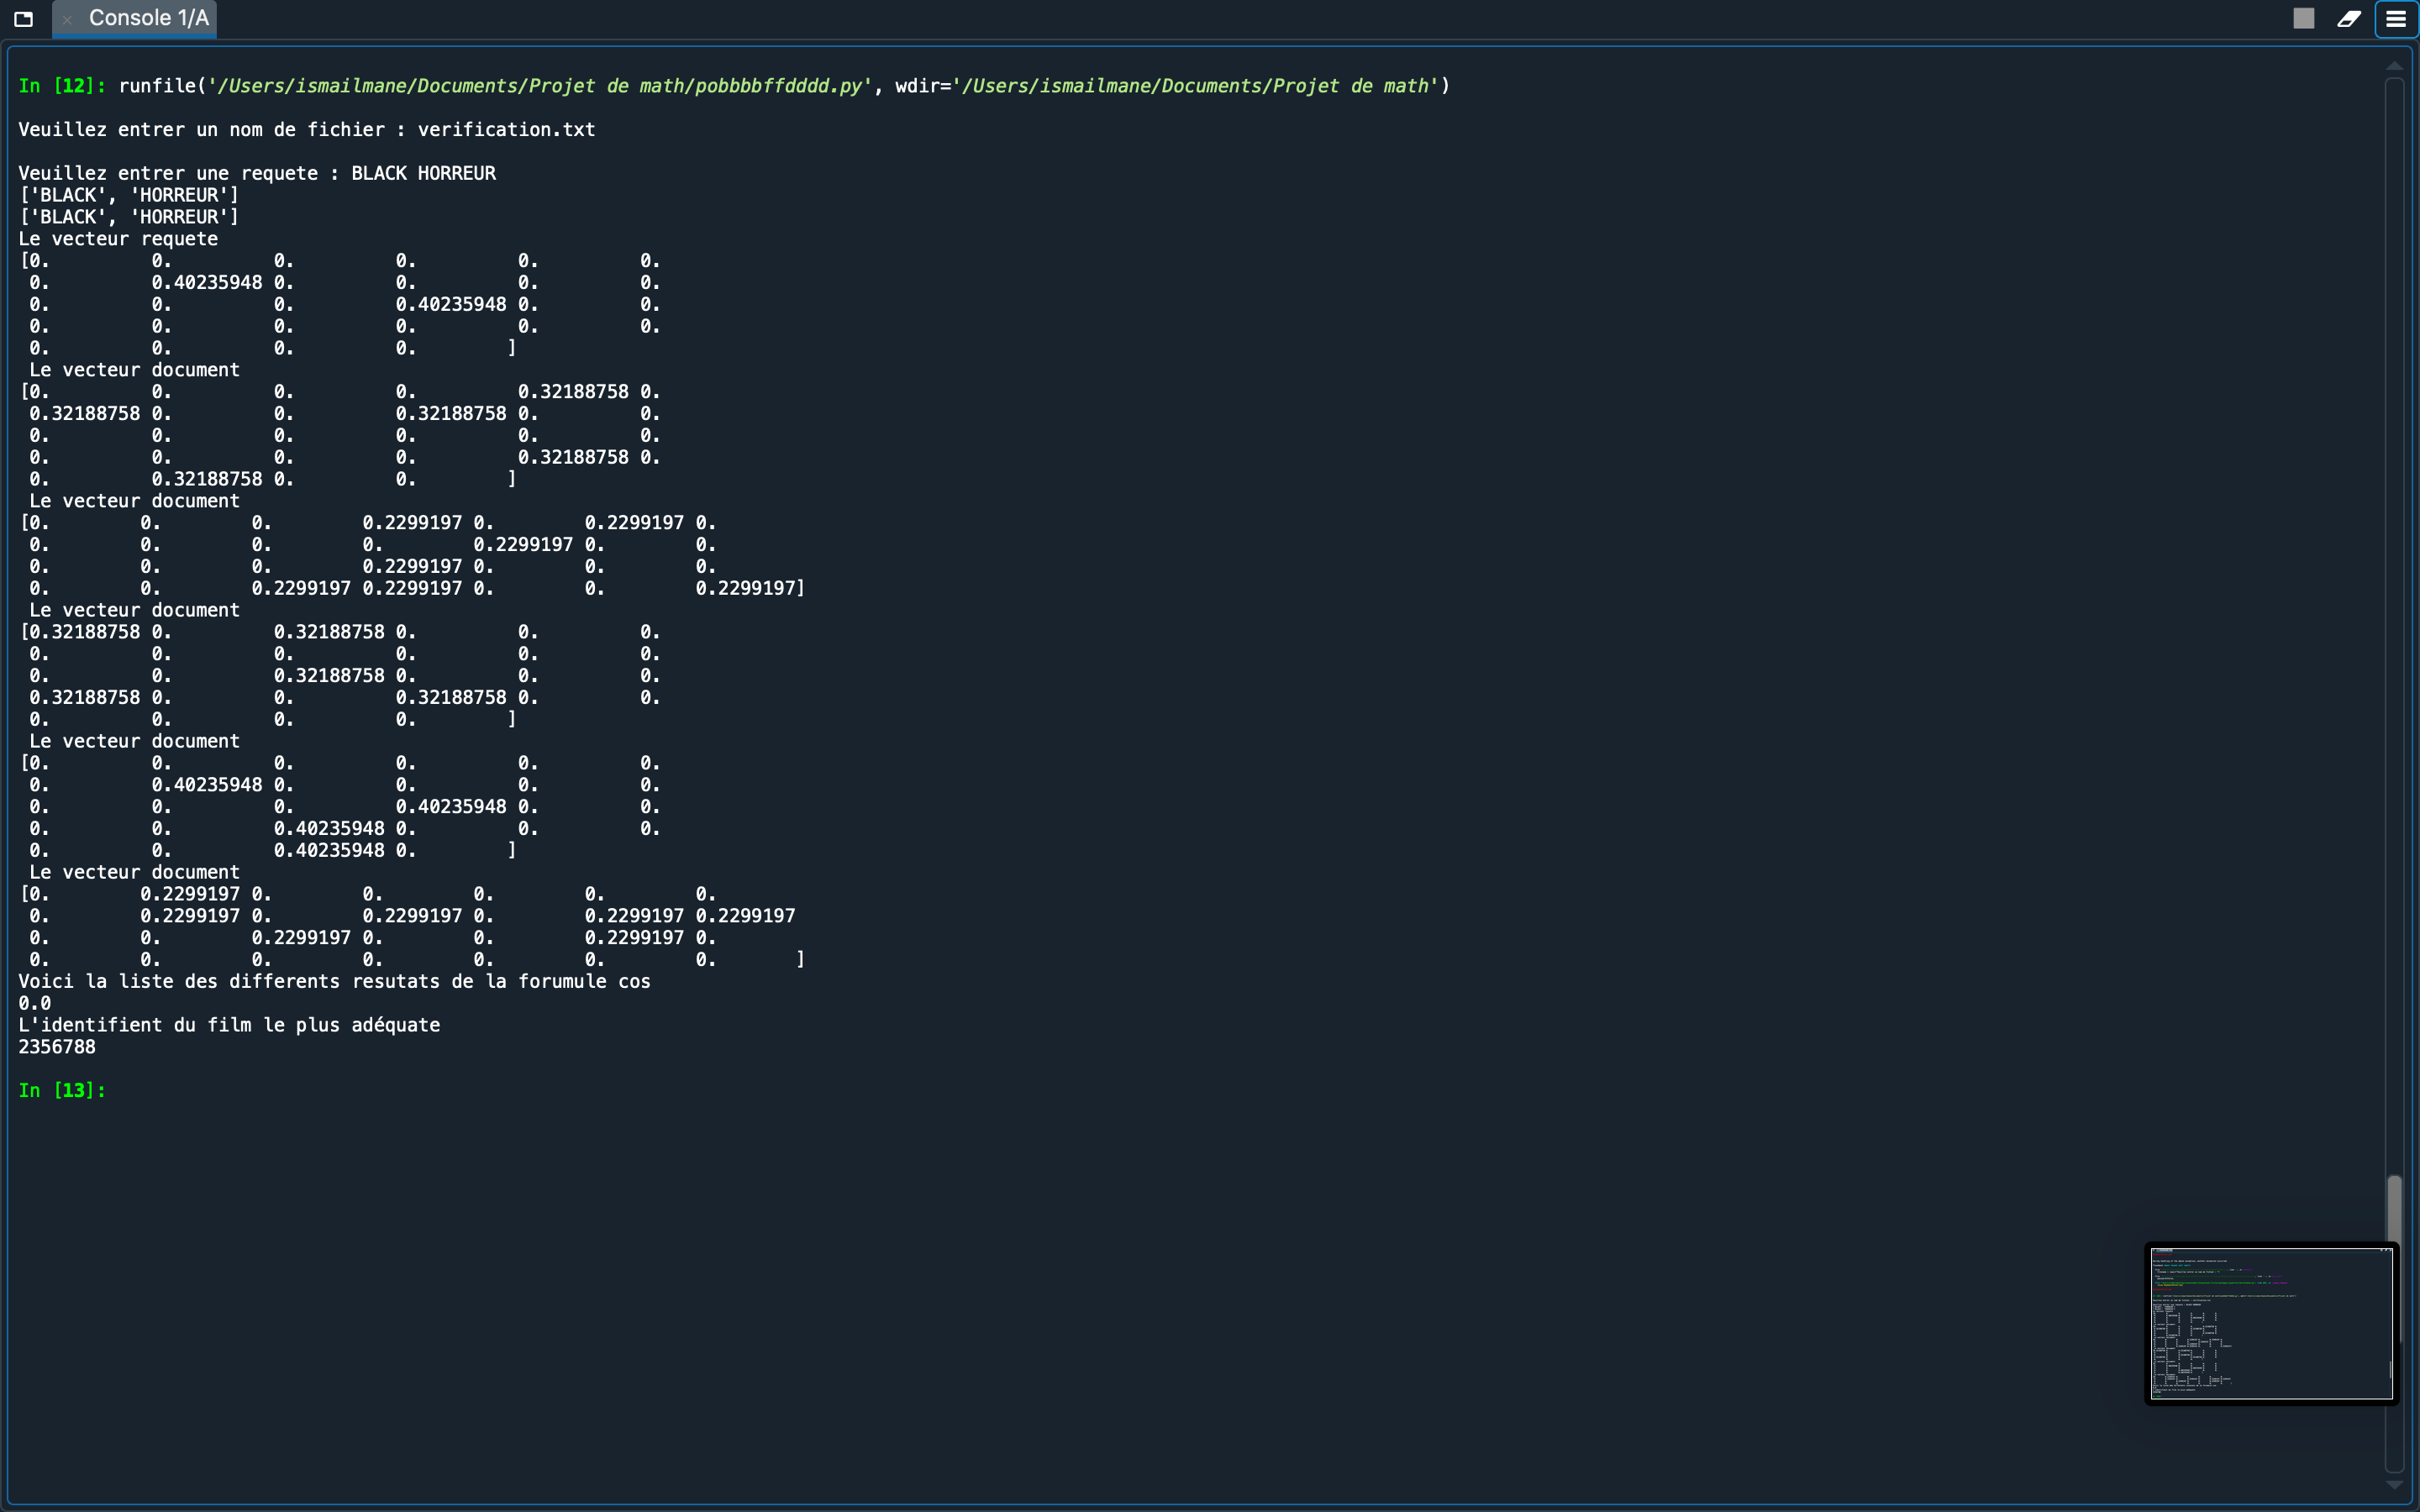 Console 1/A
In [12]: runfile('/Users/ismailmane/Documents/Projet de math/pobbbbffdddd.py', wdir='/Users/ismailmane/Documents/Projet de math')
Veuillez entrer un nom de fichier : verification.txt
Veuillez entrer une requete : BLACK HORREUR
['BLACK', 'HORREUR']
['BLACK', 'HORREUR']
Le vecteur requete
[0. 0. 0. 0. 0. 0.
0. 0.40235948 0. 0. 0. 0.
0. 0. 0. 0.40235948 0. 0.
0. 0. 0. 0. 0. 0.
0. 0. 0. 0. ]
Le vecteur document
[0. 0. 0. 0. 0.32188758 0.
0.32188758 0. 0. 0.32188758 0. 0.
0. 0. 0. 0. 0. 0.
0. 0. 0. 0. 0.32188758 0.
0. 0.32188758 0. 0. ]
Le vecteur document
[0. 0. 0. 0.2299197 0. 0.2299197 0.
0. 0. 0. 0. 0.2299197 0. 0.
0. 0. 0. 0.2299197 0. 0. 0.
0. 0. 0.2299197 0.2299197 0. 0. 0.2299197]
Le vecteur document
[0.32188758 0. 0.32188758 0. 0. 0.
0. 0. 0. 0. 0. 0.
0. 0. 0.32188758 0. 0. 0.
0.32188758 0. 0. 0.32188758 0. 0.
0. 0. 0. 0. ]
Le vecteur document
[0. 0. 0. 0. 0. 0.
0. 0.40235948 0. 0. 0. 0.
0. 0. 0. 0.40235948 0. 0.
0. 0. 0.40235948 0. 0. 0.
0. 0. 0.40235948 0. ]
Le vecteur document
[0. 0.2299197 0. 0. 0. 0. 0.
0. 0.2299197 0. 0.2299197 0. 0.2299197 0.2299197
0. 0. 0.2299197 0. 0. 0.2299197 0.
0. 0. 0. 0. 0. 0. 0. ]
Voici la liste des differents resutats de la forumule cos
0.0
L'identifient du film le plus adéquate
2356788
In [13]: